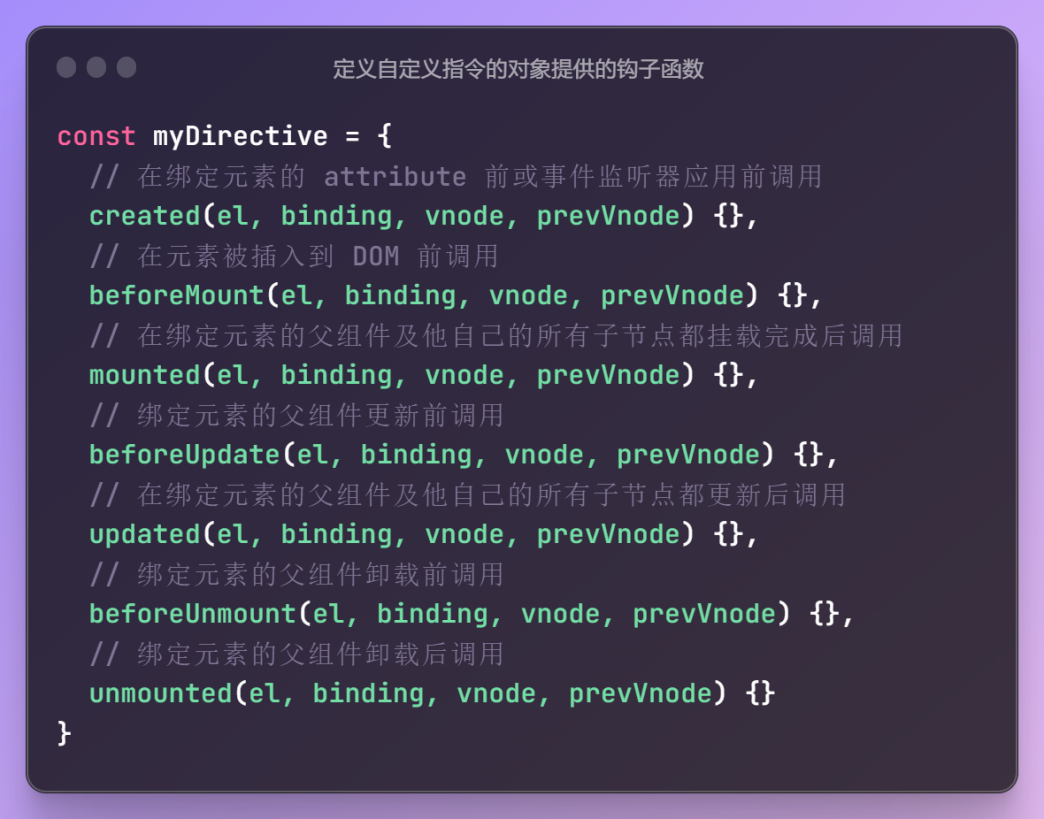 定义自定义指令的对象提供的钩子函数
const myDirective = {
// 在绑定元素的 attribute 前或事件监听器应用前调用
created(el, binding, vnode, prevVnode) {},
// 在元素被插入到 DOM 前调用
beforeMount(el, binding, vnode, prevVnode) {},
// 在绑定元素的父组件及他自己的所有子节点都挂载完成后调用
mounted(el, binding, vnode, prevVnode) {},
// 绑定元素的父组件更新前调用
beforeUpdate(el, binding, vnode, prevVnode) {},
// 在绑定元素的父组件及他自己的所有子节点都更新后调用
updated(el, binding, vnode, prevVnode) {},
// 绑定元素的父组件卸载前调用
beforeUnmount(el, binding, vnode, prevVnode) {},
// 绑定元素的父组件卸载后调用
unmounted(el, binding, vnode, prevVnode) {}
}